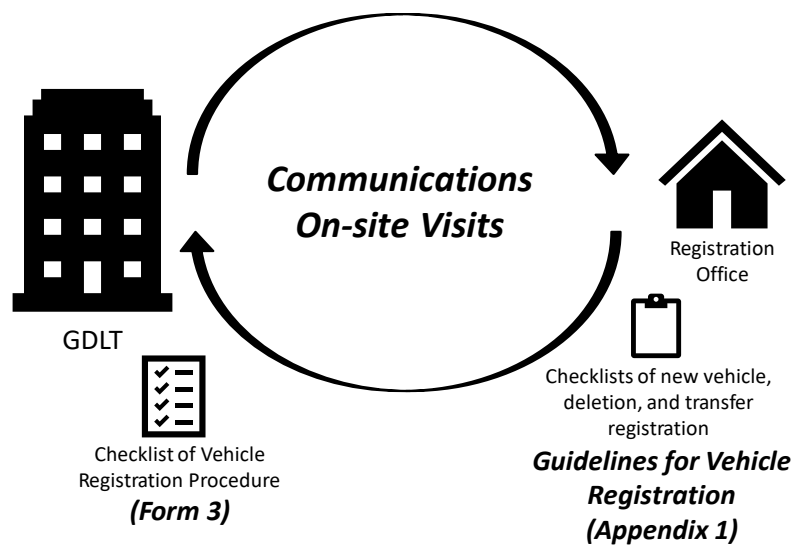 Communications
On-site Visits
GDLT
Checklist of Vehicle
Registration Procedure
(Form 3)
Registration
Office
Checklists of new vehicle,
deletion, and transfer
registration
Guidelines for Vehicle
Registration
(Appendix 1)